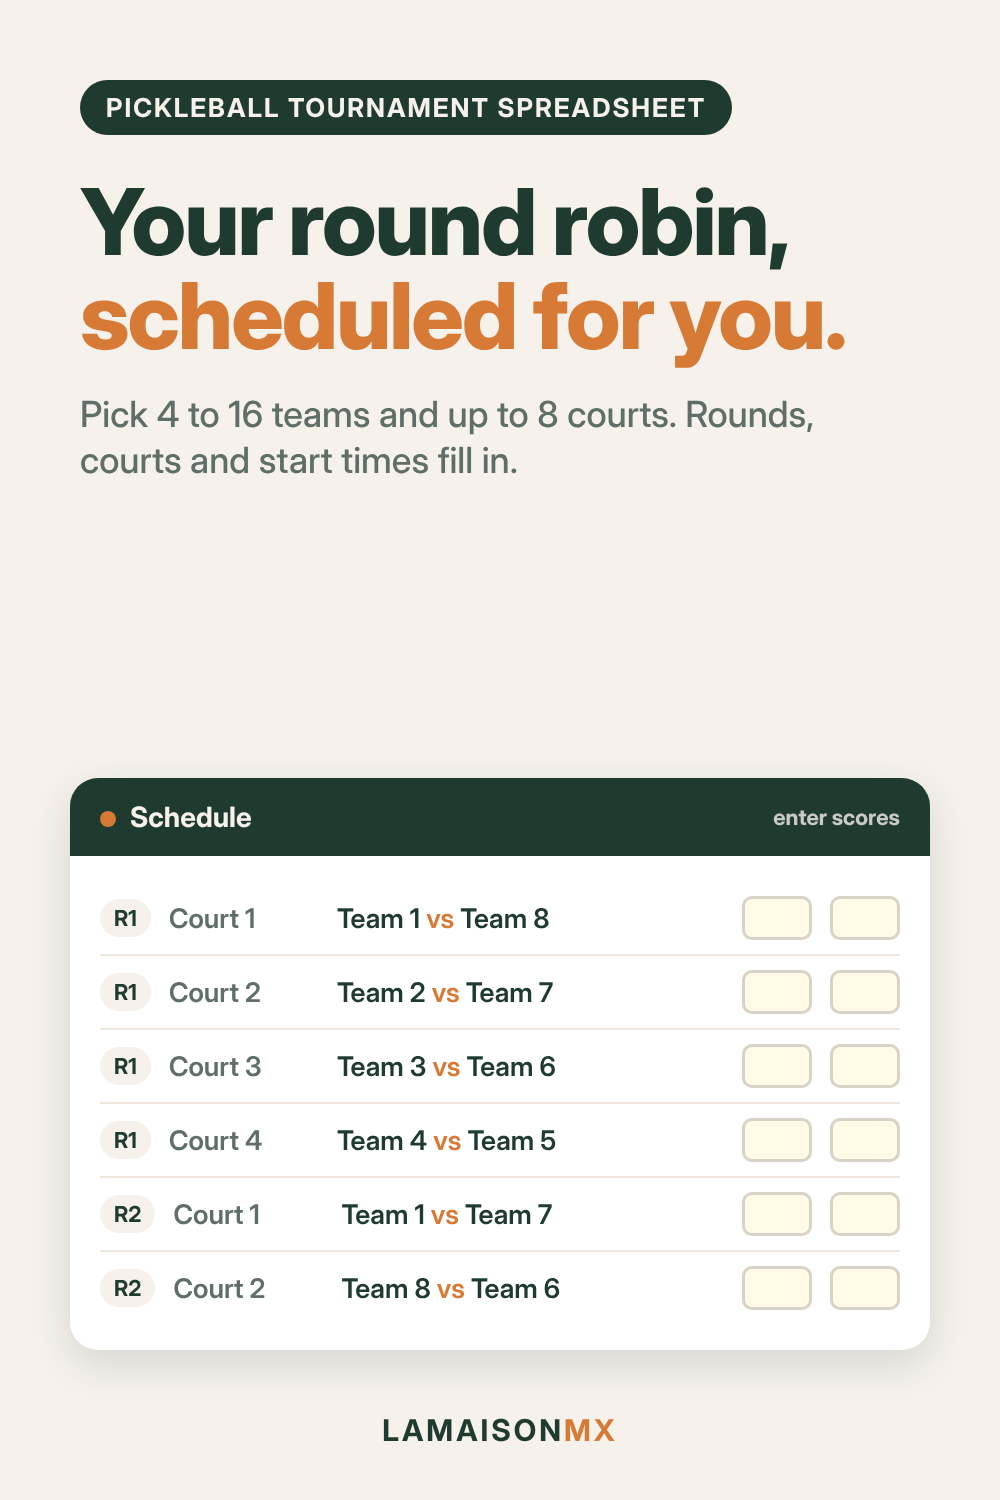 PICKLEBALL TOURNAMENT SPREADSHEET
Your round robin,
scheduled for you.
Pick 4 to 16 teams and up to 8 courts. Rounds,
courts and start times fill in.
Schedule enter scores
R1 Court 1 Team 1 vs Team 8
R1 Court 2 Team 2 vs Team 7
R1 Court 3 Team 3 vs Team 6
R1 Court 4 Team 4 vs Team 5
R2 Court 1 Team 1 vs Team 7
R2 Court 2 Team 8 vs Team 6
LAMAISONMX